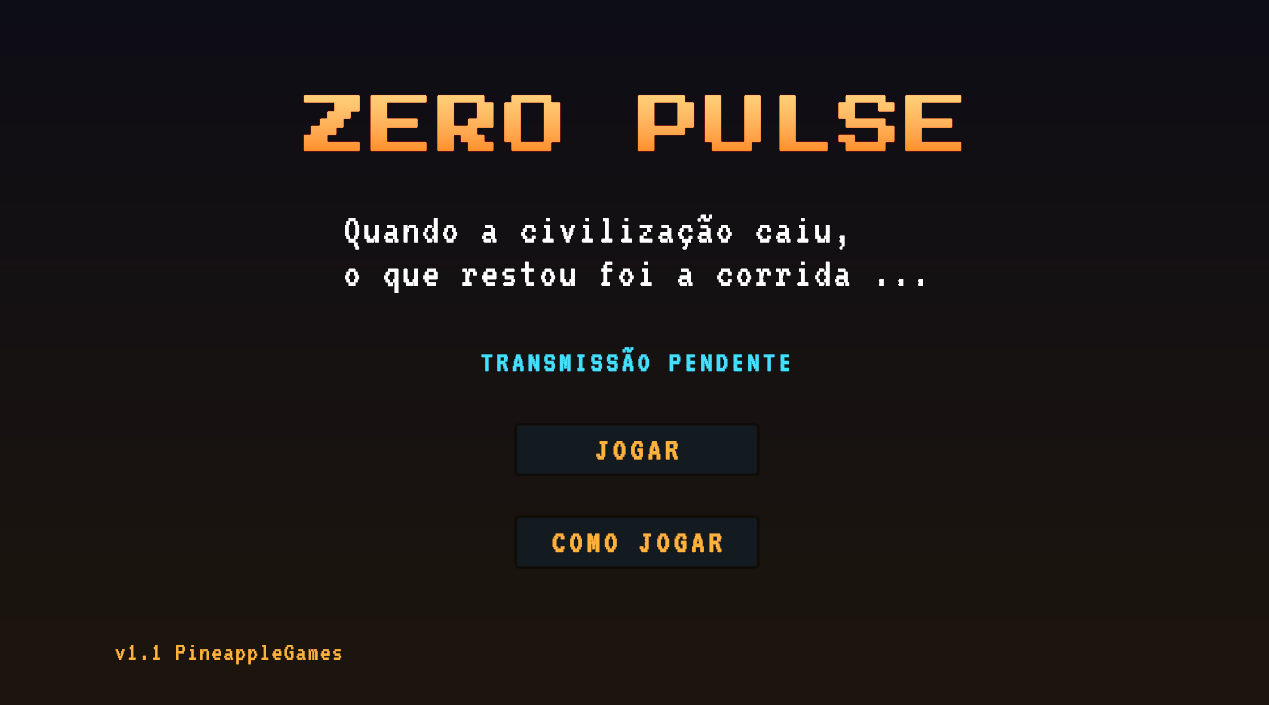 ZERO PULSE
Quando a civilização caiu,
o que restou foi a corrida ...
TRANSMISSÃO PENDENTE
JOGAR
COMO JOGAR
v1.1 PineappleGames